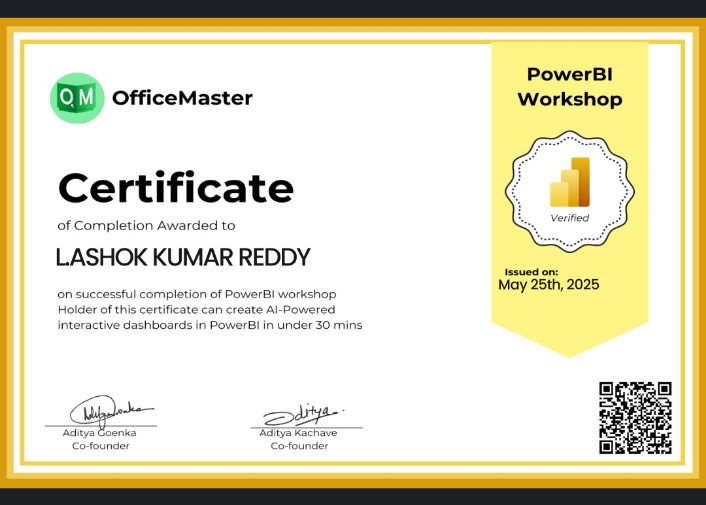 OfficeMaster
PowerBI
Workshop
Verified
Issued on:
May 25th, 2025
Certificate
of Completion Awarded to
L.ASHOK KUMAR REDDY
on successful completion of PowerBI workshop
Holder of this certificate can create AI-Powered
interactive dashboards in PowerBI in under 30 mins
Aditya Goenka
Co-founder
Aditya
Aditya Kachave
Co-founder